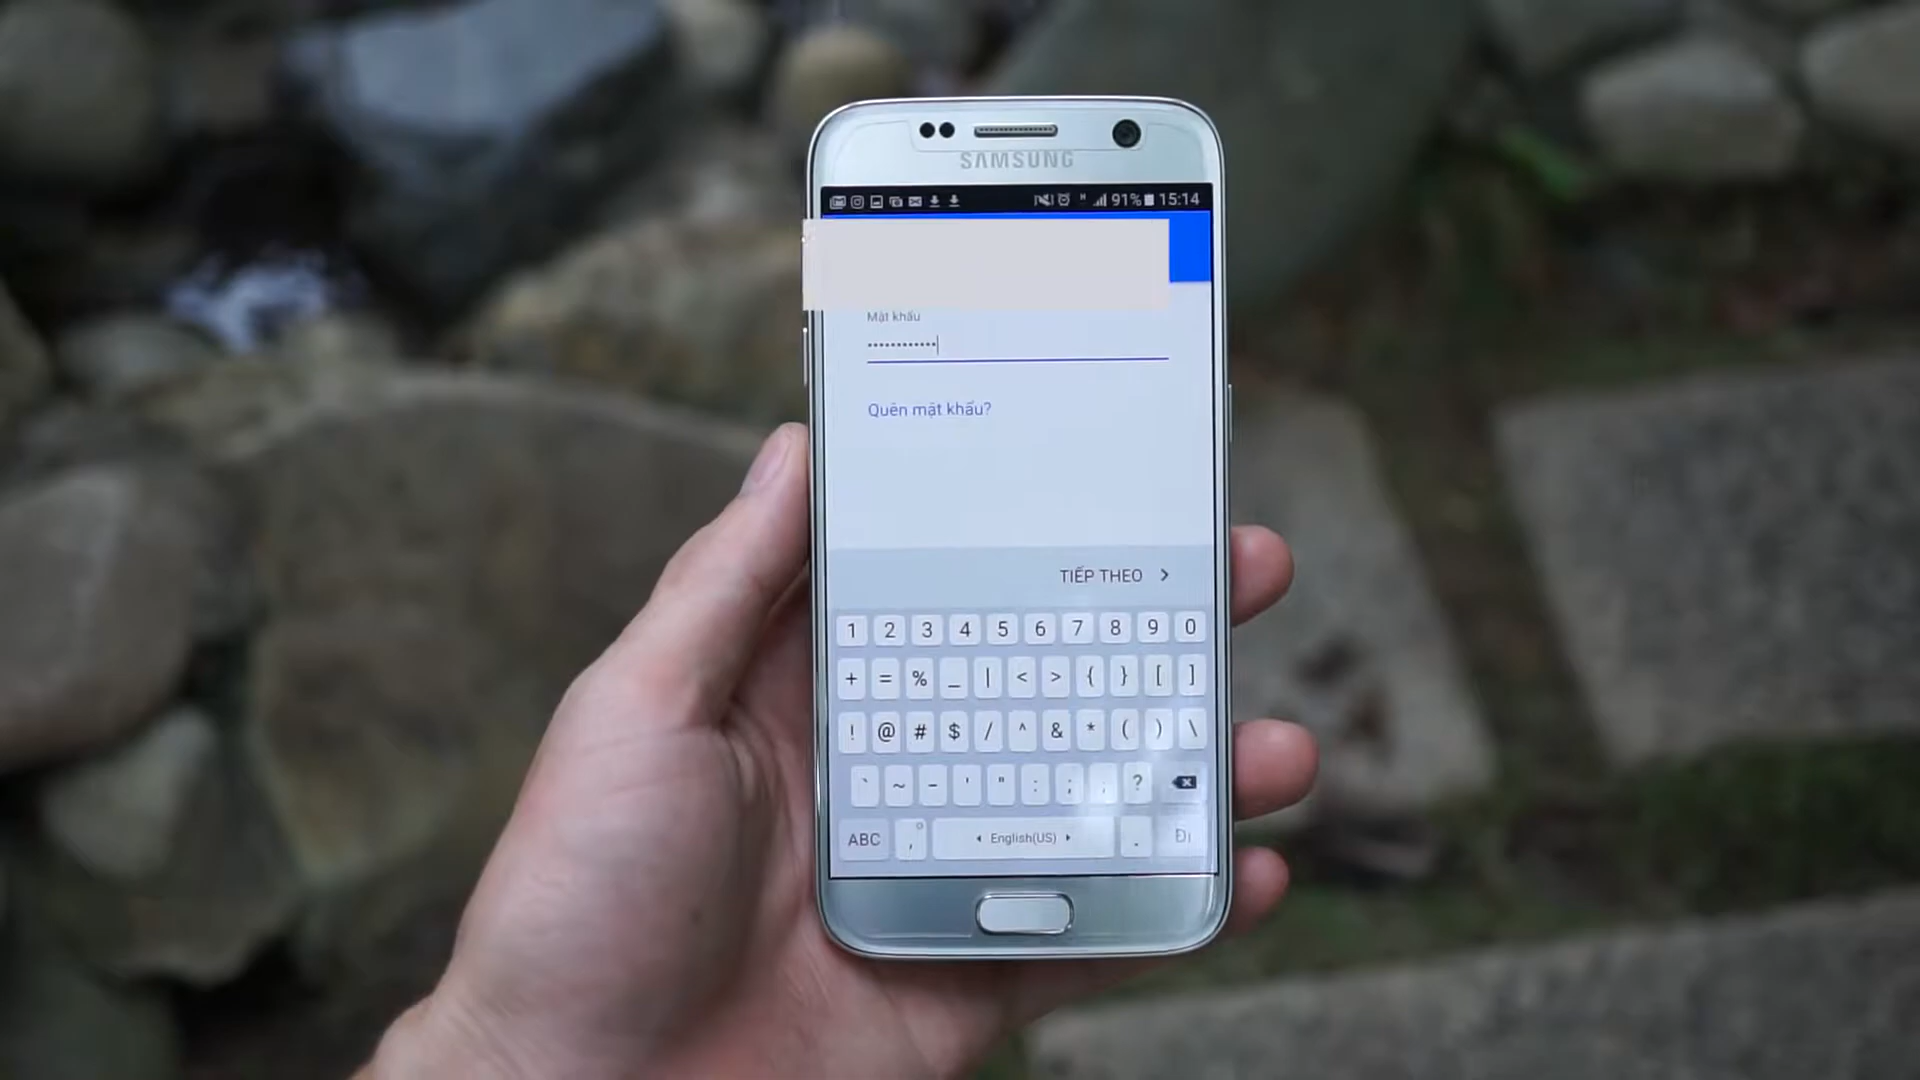 SAMSUNG
91% 15:14
Mật khẩu
••••••••••••
Quên mật khẩu?
TIẾP THEO >
1 2 3 4 5 6 7 8 9 0
+ = % _ | < > { } [ ]
! @ # $ / ^ & * ( ) \
` ~ - ' " : ; , ?
ABC , English(US) . Đi